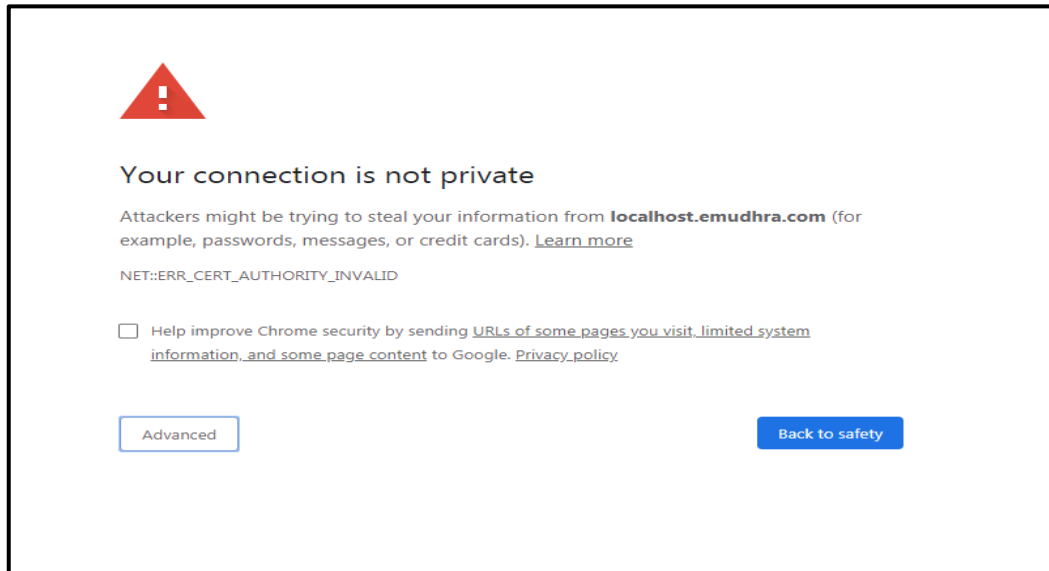 Your connection is not private
Attackers might be trying to steal your information from localhost.emudhra.com (for
example, passwords, messages, or credit cards). Learn more
NET::ERR_CERT_AUTHORITY_INVALID
Help improve Chrome security by sending URLs of some pages you visit, limited system
information, and some page content to Google. Privacy policy
Advanced
Back to safety